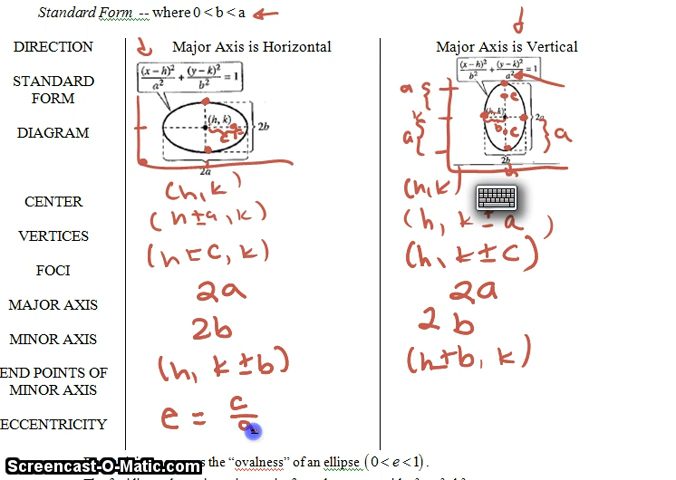 Standard Form -- where 0 < b < a ←
DIRECTION Major Axis is Horizontal Major Axis is Vertical
STANDARD FORM (x−h)²/a² + (y−k)²/b² = 1 (x−h)²/b² + (y−k)²/a² = 1
DIAGRAM (h, k) c a 2b 2a a k a (h, k) c b c 2a a 2b h
CENTER (h, k) (h, k)
VERTICES (h ± a, k) (h, k ± a)
FOCI (h ± c, k) (h, k ± c)
MAJOR AXIS 2a 2a
MINOR AXIS 2b 2b
END POINTS OF MINOR AXIS (h, k ± b) (h ± b, k)
ECCENTRICITY e = c/a
the "ovalness" of an ellipse (0 < e < 1).
Screencast-O-Matic.com